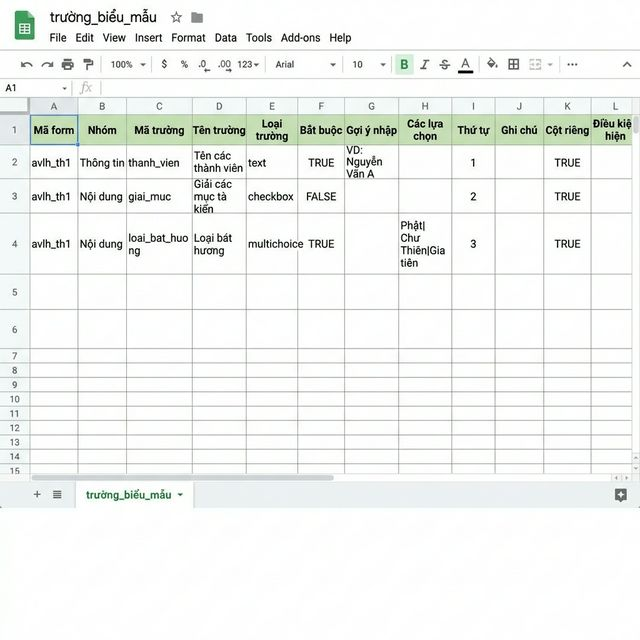 trường_biểu_mẫu
File Edit View Insert Format Data Tools Add-ons Help
100% $ % .0 .00 123 Arial 10 B I S A
A1 fx
A B C D E F G H I J K L
1 Mã form Nhóm Mã trường Tên trường Loại trường Bắt buộc Gợi ý nhập Các lựa chọn Thứ tự Ghi chú Cột riêng Điều kiệ hiện
2 avlh_th1 Thông tin thanh_vien Tên các thành viên text TRUE VD: Nguyễn Văn A 1 TRUE
3 avlh_th1 Nội dung giai_muc Giải các mục tà kiến checkbox FALSE 2 TRUE
4 avlh_th1 Nội dung loai_bat_huong Loại bát hương multichoice TRUE Phật|Chư Thiên|Gia tiên 3 TRUE
5
6
7
8
9
10
11
12
13
14
15
trường_biểu_mẫu